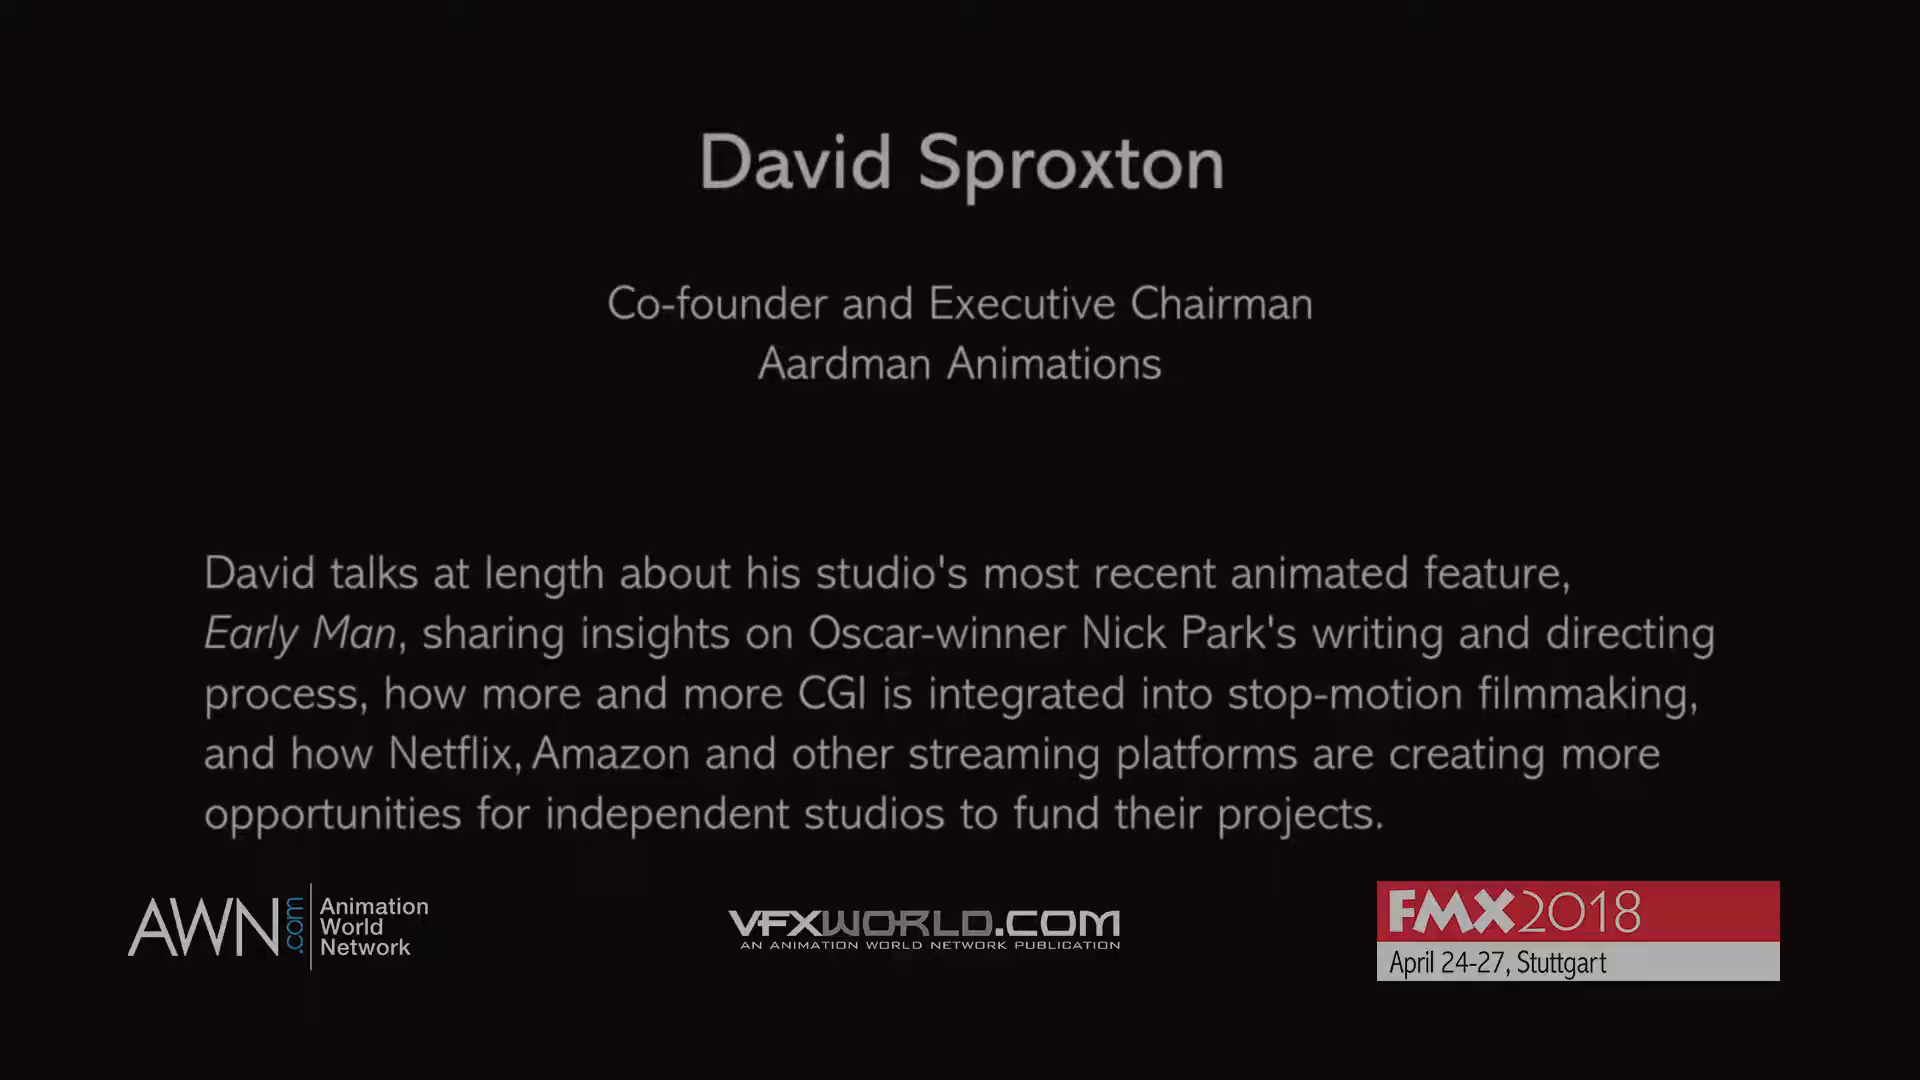 David Sproxton
Co-founder and Executive Chairman
Aardman Animations
David talks at length about his studio's most recent animated feature,
Early Man, sharing insights on Oscar-winner Nick Park's writing and directing
process, how more and more CGI is integrated into stop-motion filmmaking,
and how Netflix, Amazon and other streaming platforms are creating more
opportunities for independent studios to fund their projects.
AWN.com
Animation
World
Network
VFXWORLD.COM
AN ANIMATION WORLD NETWORK PUBLICATION
FMX2018
April 24-27, Stuttgart